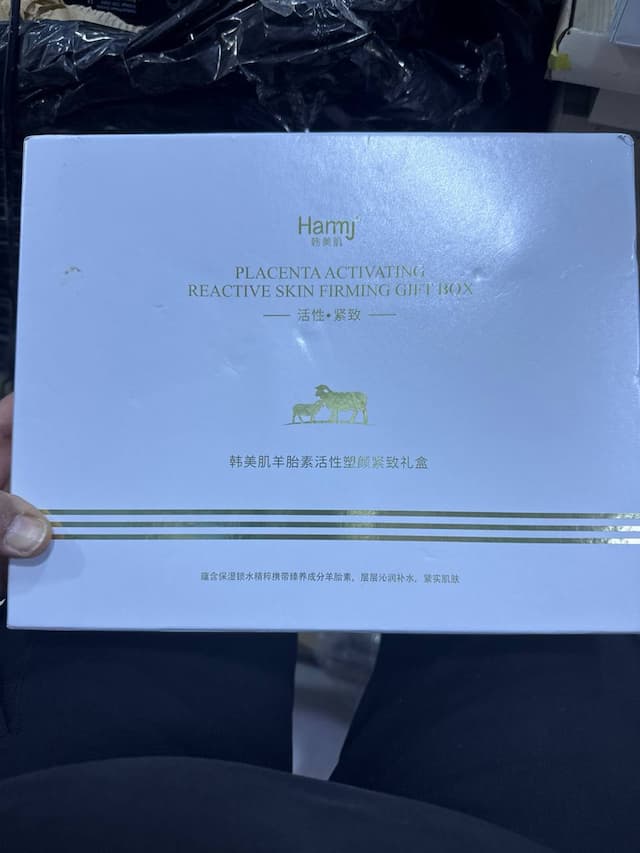 Hanmj
韩美肌
PLACENTA ACTIVATING
REACTIVE SKIN FIRMING GIFT BOX
活性•紧致
韩美肌羊胎素活性塑颜紧致礼盒
蕴含保湿锁水精粹携带臻养成分羊胎素，层层沁润补水，紧实肌肤